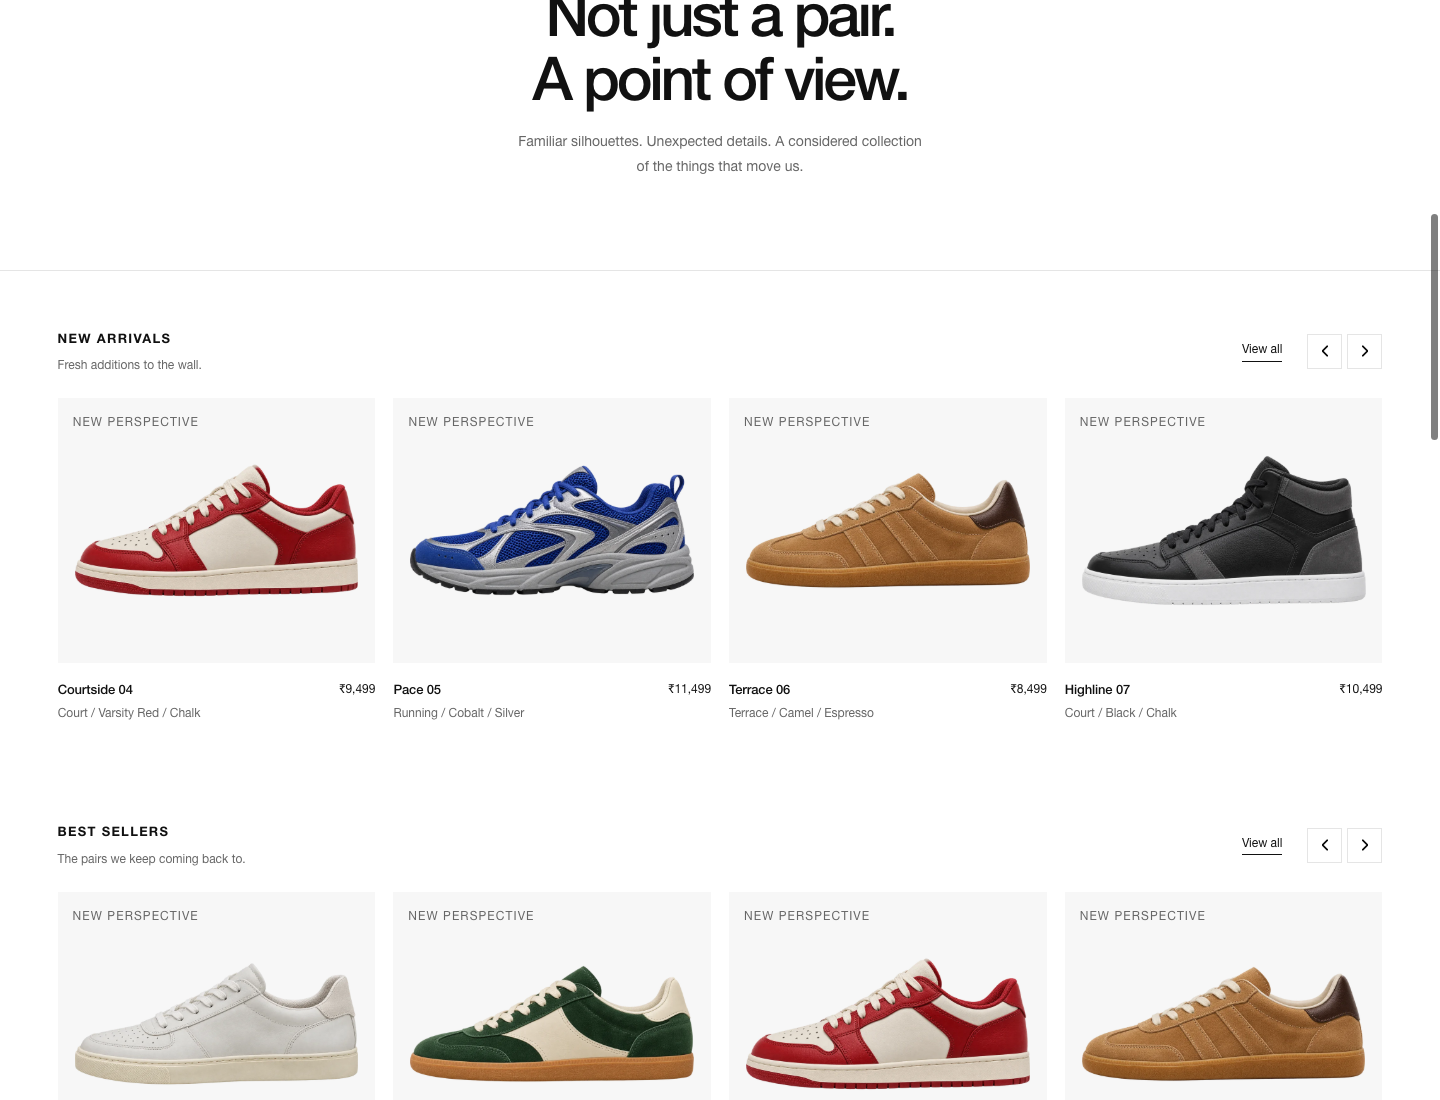 Not just a pair.
A point of view.
Familiar silhouettes. Unexpected details. A considered collection
of the things that move us.
NEW ARRIVALS
Fresh additions to the wall.
View all
NEW PERSPECTIVE
NEW PERSPECTIVE
NEW PERSPECTIVE
NEW PERSPECTIVE
Courtside 04
₹9,499
Court / Varsity Red / Chalk
Pace 05
₹11,499
Running / Cobalt / Silver
Terrace 06
₹8,499
Terrace / Camel / Espresso
Highline 07
₹10,499
Court / Black / Chalk
BEST SELLERS
The pairs we keep coming back to.
View all
NEW PERSPECTIVE
NEW PERSPECTIVE
NEW PERSPECTIVE
NEW PERSPECTIVE